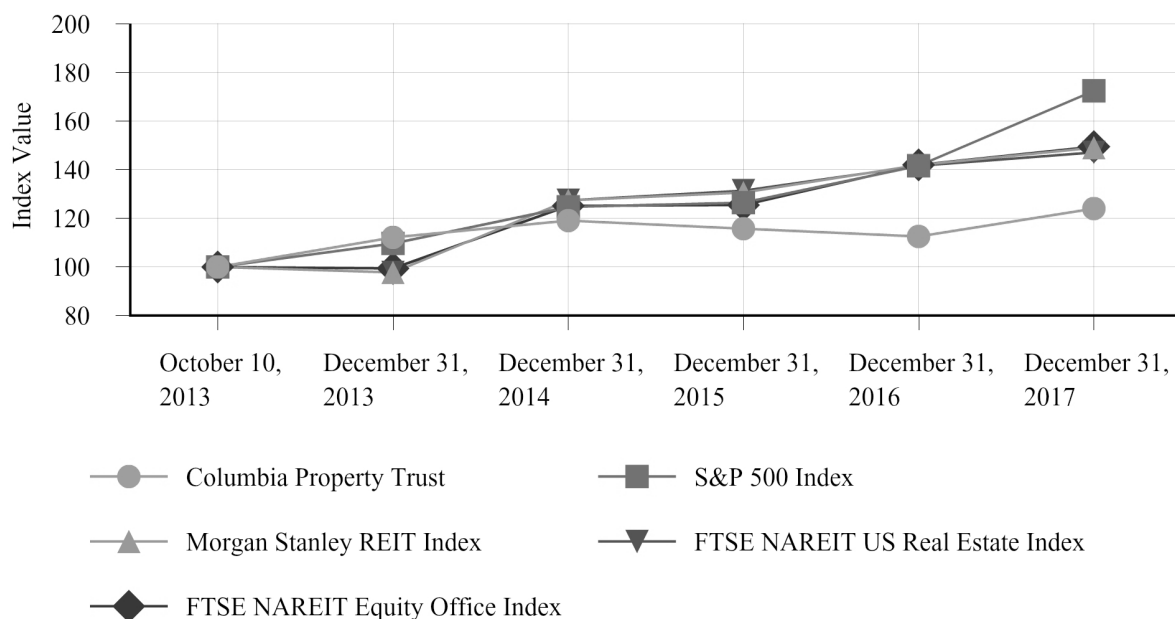 200
180
160
140
120
100
80
Index Value
October 10, 2013
December 31, 2013
December 31, 2014
December 31, 2015
December 31, 2016
December 31, 2017
Columbia Property Trust
S&P 500 Index
Morgan Stanley REIT Index
FTSE NAREIT US Real Estate Index
FTSE NAREIT Equity Office Index